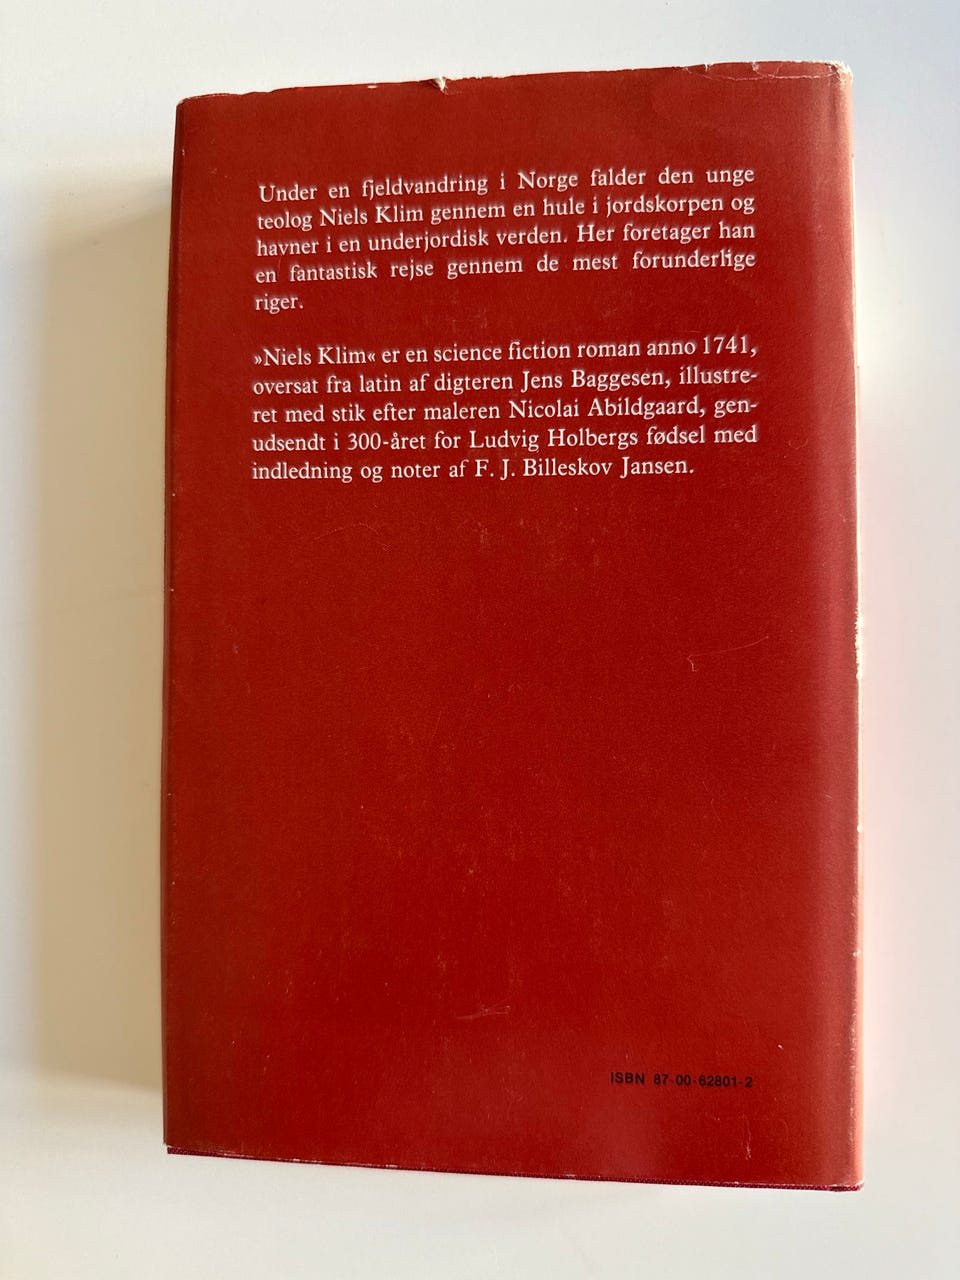 Under en fjeldvandring i Norge falder den unge
teolog Niels Klim gennem en hule i jordskorpen og
havner i en underjordisk verden. Her foretager han
en fantastisk rejse gennem de mest forunderlige
riger.
»Niels Klim« er en science fiction roman anno 1741,
oversat fra latin af digteren Jens Baggesen, illustre-
ret med stik efter maleren Nicolai Abildgaard, gen-
udsendt i 300-året for Ludvig Holbergs fødsel med
indledning og noter af F. J. Billeskov Jansen.
ISBN 87-00-62801-2